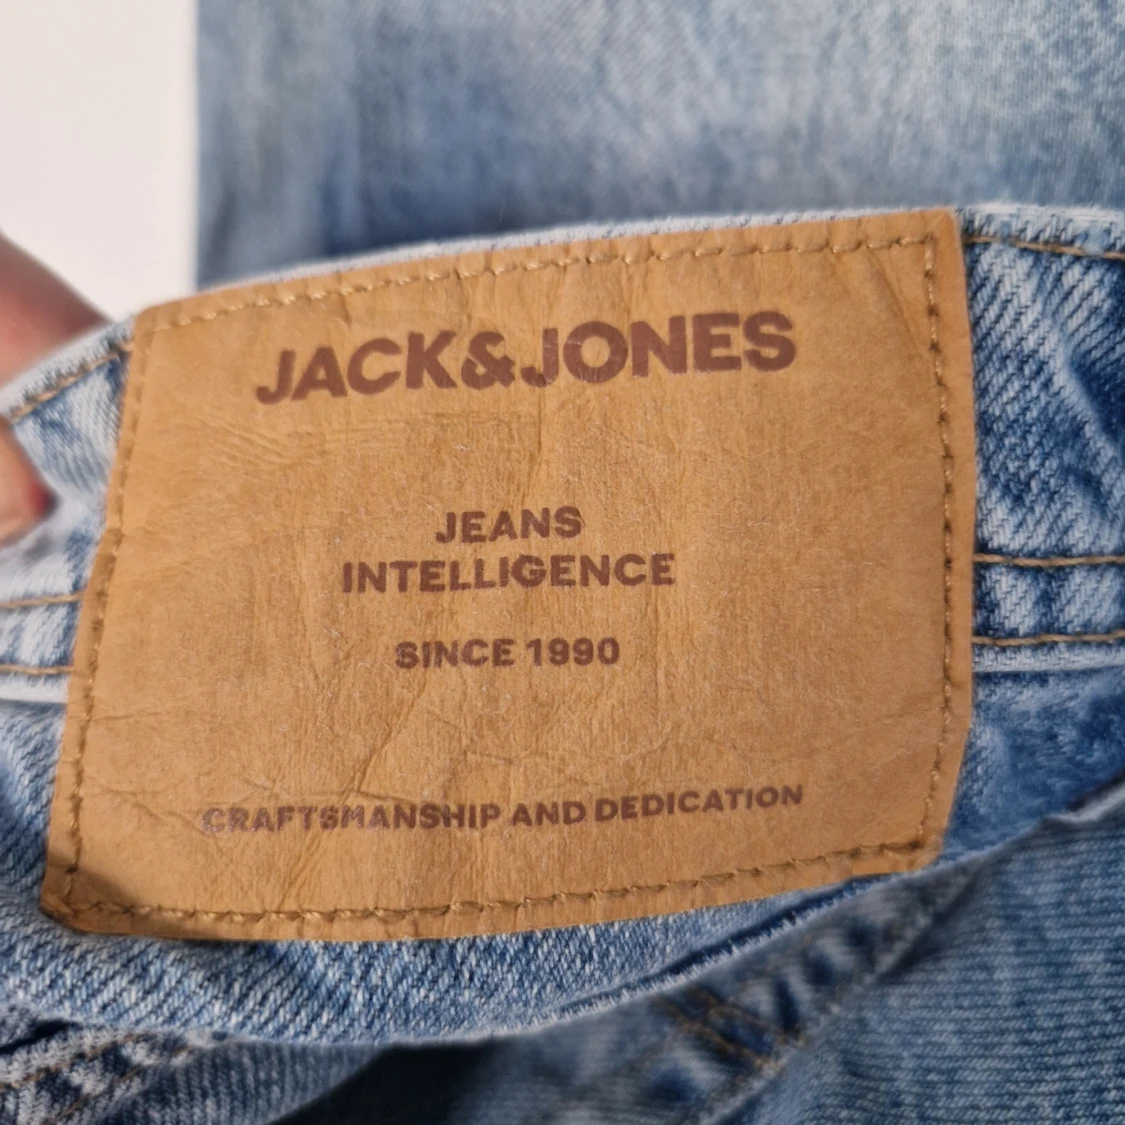 JACK&JONES
JEANS
INTELLIGENCE
SINCE 1990
CRAFTSMANSHIP AND DEDICATION